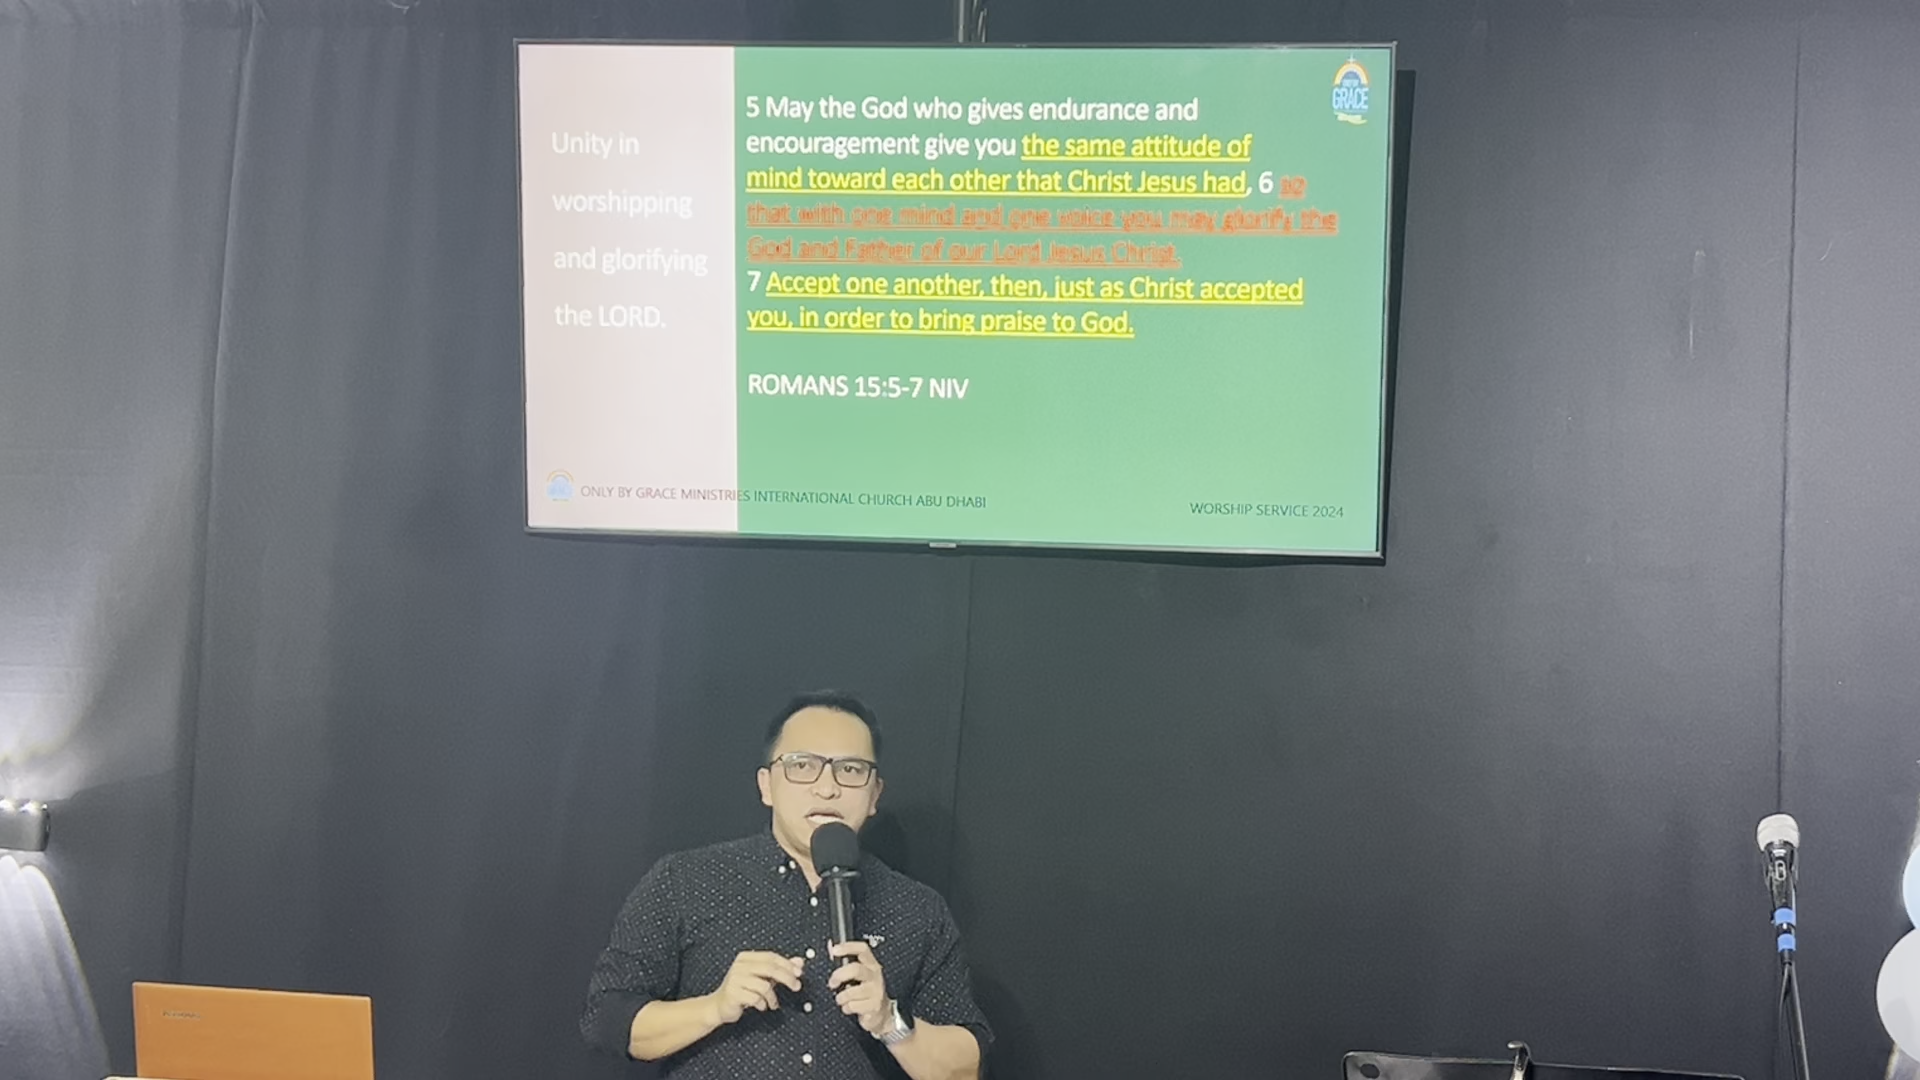 Unity in
worshipping
and glorifying
the LORD.
5 May the God who gives endurance and
encouragement give you the same attitude of
mind toward each other that Christ Jesus had, 6 so
that with one mind and one voice you may glorify the
God and Father of our Lord Jesus Christ.
7 Accept one another, then, just as Christ accepted
you, in order to bring praise to God.
ROMANS 15:5-7 NIV
GRACE
ONLY BY GRACE MINISTRIES INTERNATIONAL CHURCH ABU DHABI
WORSHIP SERVICE 2024